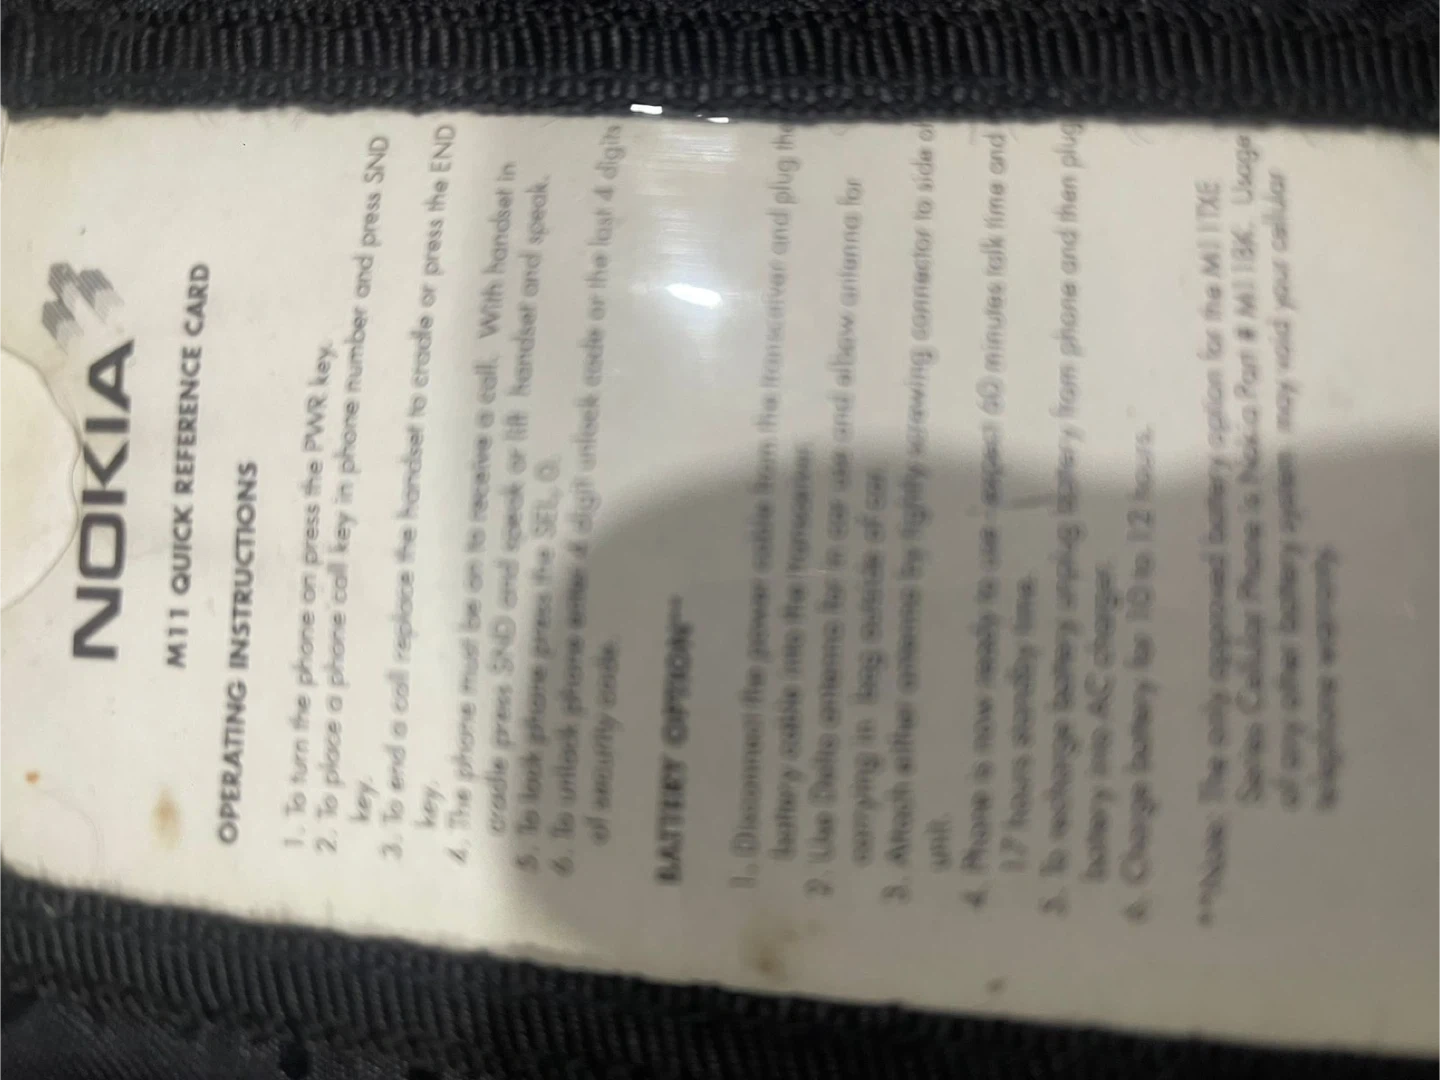 NOKIA
M11 QUICK REFERENCE CARD
OPERATING INSTRUCTIONS
1. To turn the phone on press the PWR key.
2. To place a phone call key in phone number and press SND
key.
3. To end a call replace the handset to cradle or press the END
key.
4. The phone must be on to receive a call. With handset in
cradle press SND and speak or lift handset and speak.
5. To lock phone press the SEL, 0.
6. To unlock phone enter 4 digit unlock code or the last 4 digits
of security code.
BATTERY OPTION**
1. Disconnect the power cable from the transceiver and plug the
battery cable into the transceiver.
2. Use Delta antenna for in car use and elbow antenna for
carrying in bag outside of car.
3. Attach either antenna by lightly screwing connector to side of
unit.
4. Phone is now ready to use expect 60 minutes talk time and
17 hours standby time.
5. To recharge battery unplug battery from phone and then plug
battery into AC charger.
6. Charge battery for 10 to 12 hours.
**Note: The only approved battery option for the M11TXE
Series Cellular Phone is Nokia Part # M11BK. Usage
of any other battery system may void your cellular
telephone warranty.